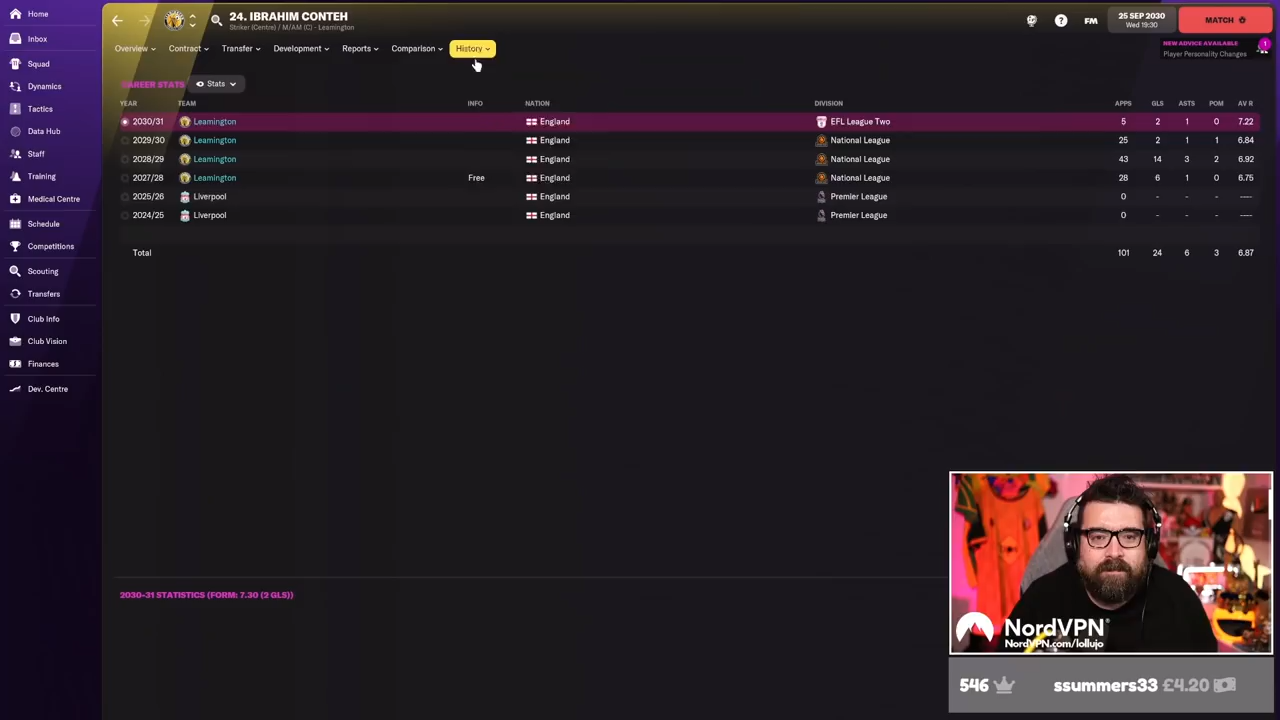 Home
Inbox
Squad
Dynamics
Tactics
Data Hub
Staff
Training
Medical Centre
Schedule
Competitions
Scouting
Transfers
Club Info
Club Vision
Finances
Dev. Centre
24. IBRAHIM CONTEH
Striker (Centre) / M/AM (C) - Leamington
FM
25 SEP 2030
Wed 19:30
MATCH
Overview Contract Transfer Development Reports Comparison History
NEW ADVICE AVAILABLE
Player Personality Changes
1
CAREER STATS Stats
YEAR TEAM INFO NATION DIVISION APPS GLS ASTS POM AV R
2030/31 Leamington England EFL League Two 5 2 1 0 7.22
2029/30 Leamington England National League 25 2 1 1 6.84
2028/29 Leamington England National League 43 14 3 2 6.92
2027/28 Leamington Free England National League 28 6 1 0 6.75
2025/26 Liverpool England Premier League 0 - - - ----
2024/25 Liverpool England Premier League 0 - - - ----
Total 101 24 6 3 6.87
2030-31 STATISTICS (FORM: 7.30 (2 GLS))
NordVPN®
NordVPN.com/lollujo
546 ssummers33 £4.20